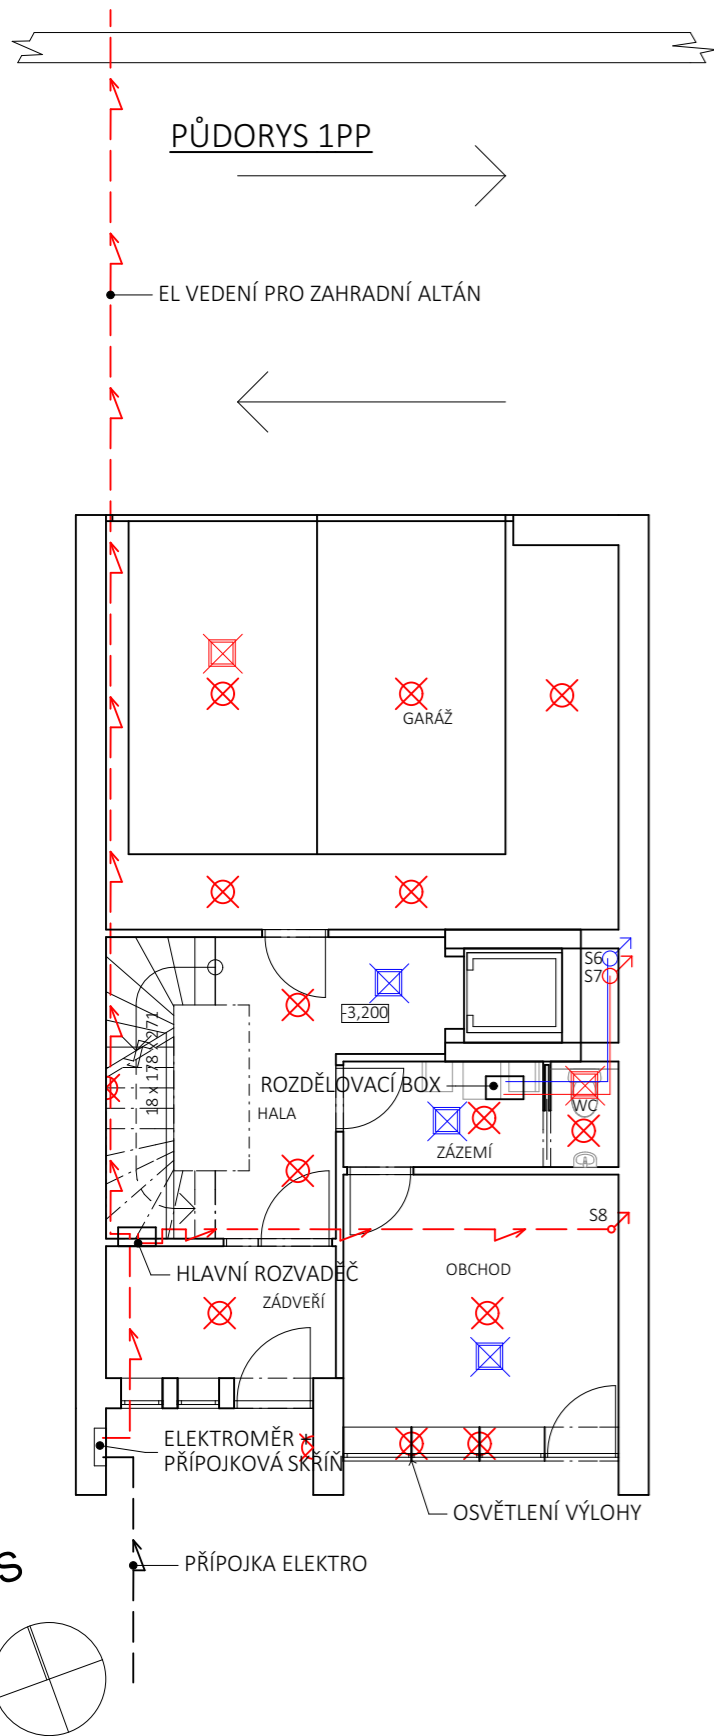 PŮDORYS 1PP
EL VEDENÍ PRO ZAHRADNÍ ALTÁN
GARÁŽ
S6
S7
-3,200
18 x 178 x 271
ROZDĚLOVACÍ BOX
WC
HALA
ZÁZEMÍ
S8
HLAVNÍ ROZVADĚČ
OBCHOD
ZÁDVEŘÍ
ELEKTROMĚR +
PŘÍPOJKOVÁ SKŘÍŇ
OSVĚTLENÍ VÝLOHY
PŘÍPOJKA ELEKTRO
S